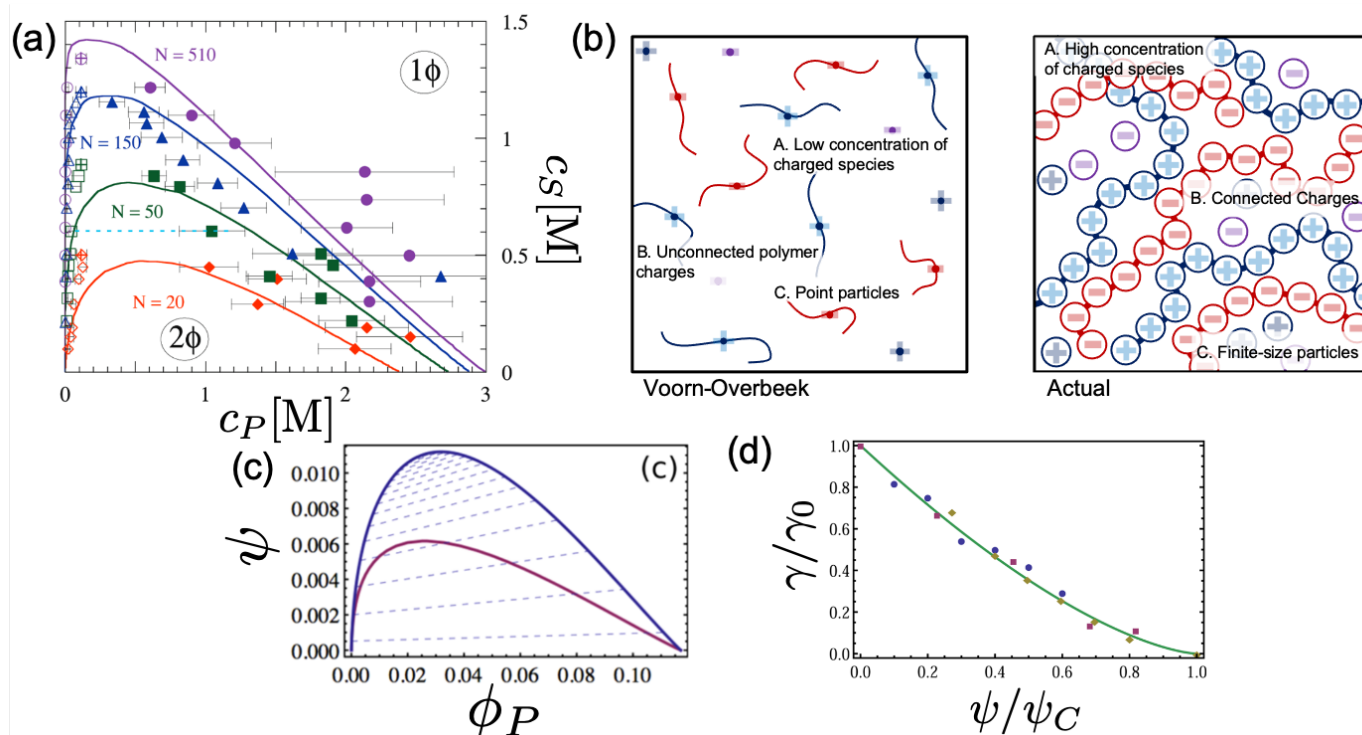 (a)
N = 510
N = 150
N = 50
N = 20
1ϕ
2ϕ
0
0.5
1
1.5
c_S[M]
0 1 2 3
c_P[M]
(b)
A. Low concentration of
charged species
B. Unconnected polymer
charges
C. Point particles
Voorn-Overbeek
A. High concentration
of charged species
B. Connected Charges
C. Finite-size particles
Actual
(c)
(c)
0.010
0.008
0.006
0.004
0.002
0.000
ψ
0.00 0.02 0.04 0.06 0.08 0.10
ϕ_P
(d)
1.0
0.8
0.6
0.4
0.2
0.0
γ/γ_0
0.0 0.2 0.4 0.6 0.8 1.0
ψ/ψ_C